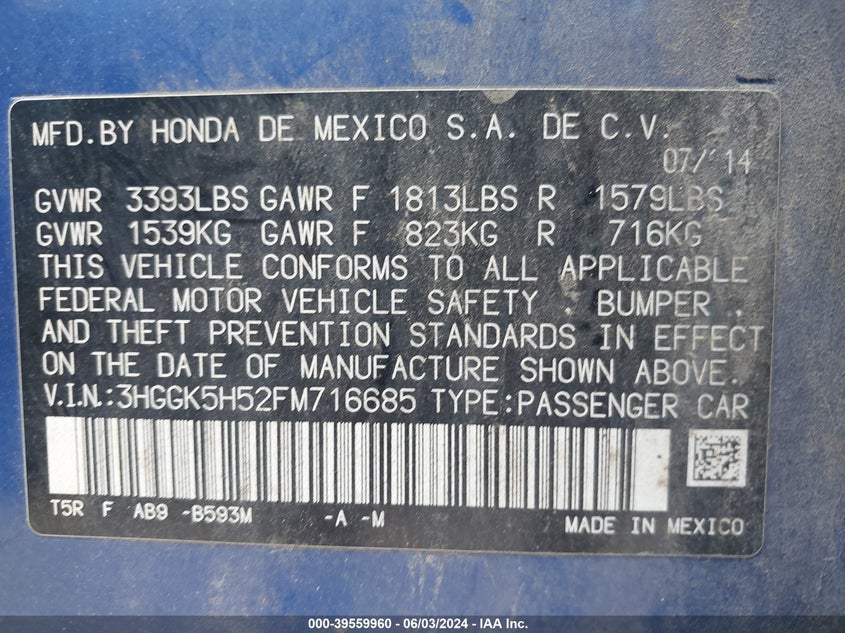 MFD.BY HONDA DE MEXICO S.A. DE C.V.
07/'14
GVWR 3393LBS GAWR F 1813LBS R 1579LBS
GVWR 1539KG GAWR F 823KG R 716KG
THIS VEHICLE CONFORMS TO ALL APPLICABLE
FEDERAL MOTOR VEHICLE SAFETY , BUMPER ,
AND THEFT PREVENTION STANDARDS IN EFFECT
ON THE DATE OF MANUFACTURE SHOWN ABOVE.
V.I.N.:3HGGK5H52FM716685 TYPE:PASSENGER CAR
T5R F AB9 -B593M -A -M MADE IN MEXICO
000-39559960 - 06/03/2024 - IAA Inc.